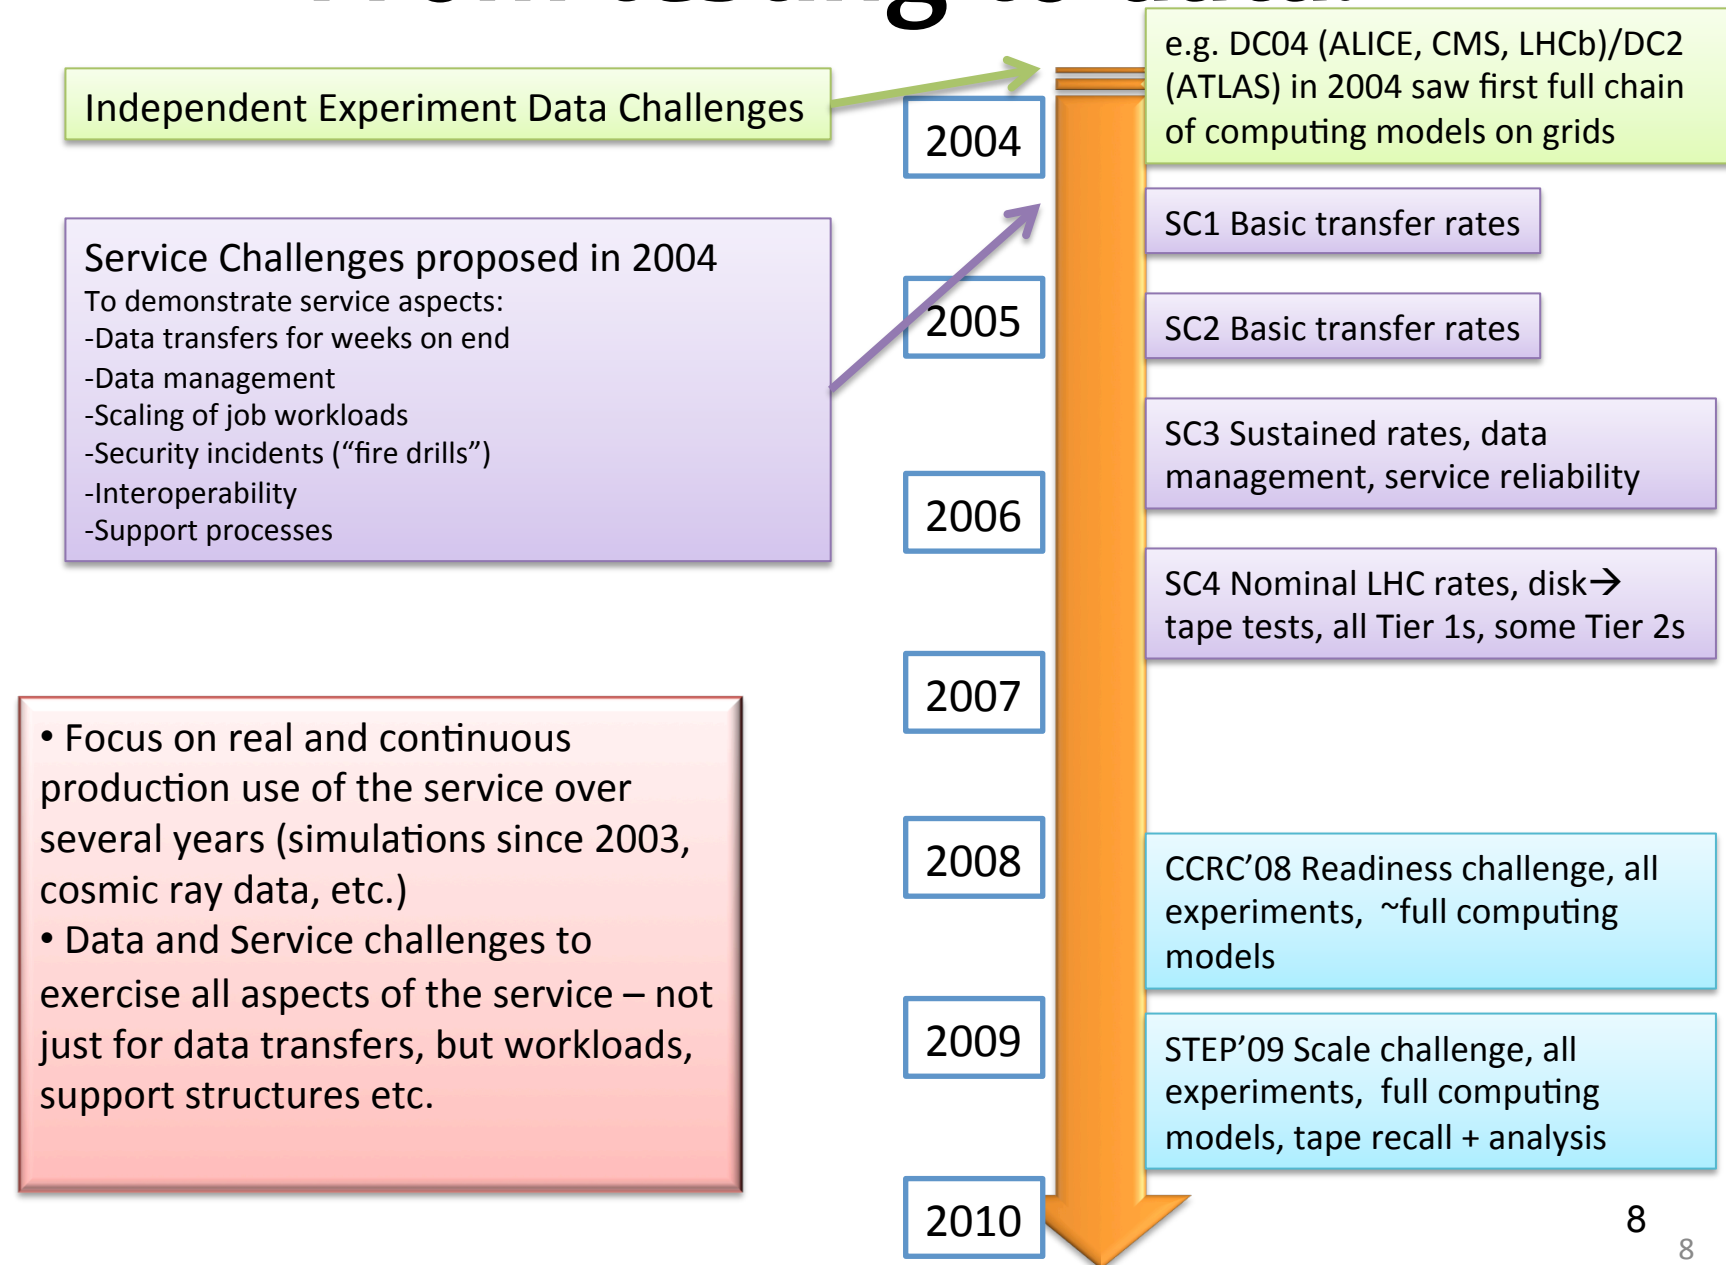 From testing to data:
Independent Experiment Data Challenges
e.g. DC04 (ALICE, CMS, LHCb)/DC2
(ATLAS) in 2004 saw first full chain
of computing models on grids
2004
SC1 Basic transfer rates
Service Challenges proposed in 2004
To demonstrate service aspects:
-Data transfers for weeks on end
-Data management
-Scaling of job workloads
-Security incidents (“fire drills”)
-Interoperability
-Support processes
2005
SC2 Basic transfer rates
SC3 Sustained rates, data
management, service reliability
2006
SC4 Nominal LHC rates, disk→
tape tests, all Tier 1s, some Tier 2s
2007
• Focus on real and continuous
production use of the service over
several years (simulations since 2003,
cosmic ray data, etc.)
• Data and Service challenges to
exercise all aspects of the service – not
just for data transfers, but workloads,
support structures etc.
2008
CCRC’08 Readiness challenge, all
experiments, ~full computing
models
2009
STEP’09 Scale challenge, all
experiments, full computing
models, tape recall + analysis
2010
8
8